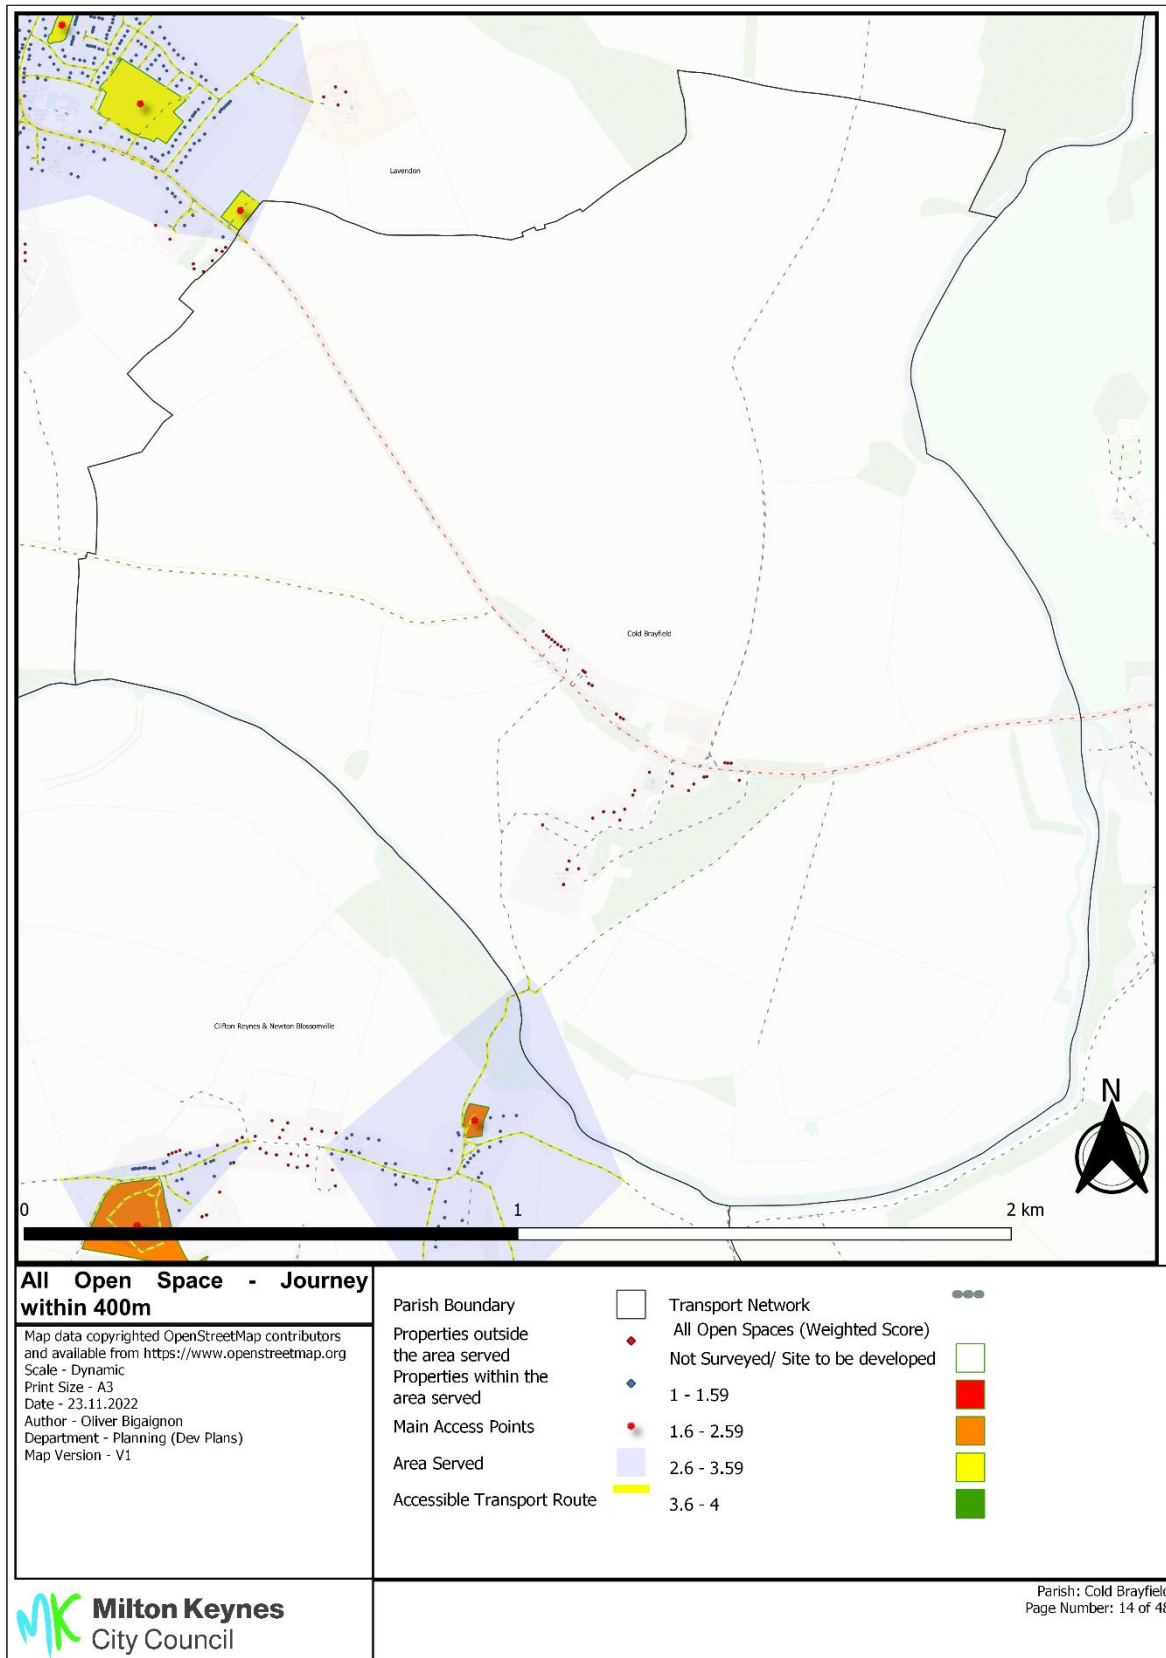 Lavendon
Cold Brayfield
Clifton Reynes & Newton Blossomville
N
0 1 2 km
All Open Space - Journey
within 400m
Map data copyrighted OpenStreetMap contributors
and available from https://www.openstreetmap.org
Scale - Dynamic
Print Size - A3
Date - 23.11.2022
Author - Oliver Bigaignon
Department - Planning (Dev Plans)
Map Version - V1
Parish Boundary
Properties outside
the area served
Properties within the
area served
Main Access Points
Area Served
Accessible Transport Route
Transport Network
All Open Spaces (Weighted Score)
Not Surveyed/ Site to be developed
1 - 1.59
1.6 - 2.59
2.6 - 3.59
3.6 - 4
MK Milton Keynes
City Council
Parish: Cold Brayfield
Page Number: 14 of 48